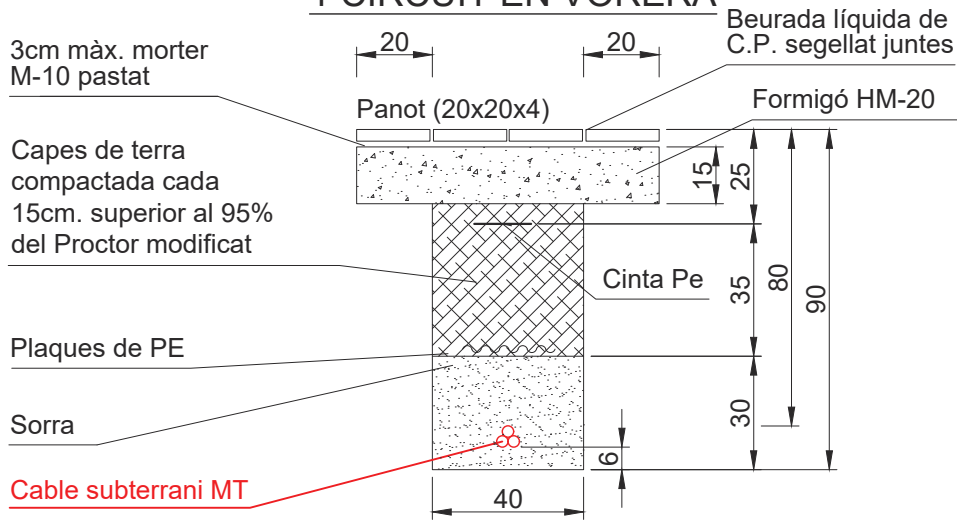 EN VORERA
3cm màx. morter
M-10 pastat
20
20
Beurada líquida de
C.P. segellat juntes
Panot (20x20x4)
Formigó HM-20
Capes de terra
compactada cada
15cm. superior al 95%
del Proctor modificat
15
25
Cinta Pe
35
80
90
Plaques de PE
Sorra
30
6
Cable subterrani MT
40